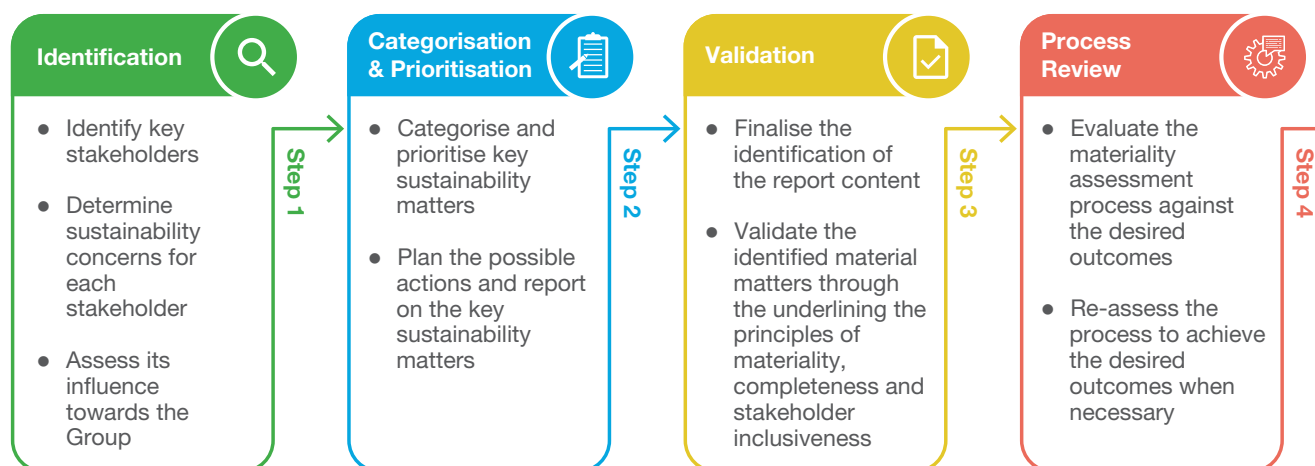 Identification
● Identify key
stakeholders
● Determine
sustainability
concerns for
each
stakeholder
● Assess its
influence
towards the
Group
Step 1
Categorisation
& Prioritisation
● Categorise and
prioritise key
sustainability
matters
● Plan the possible
actions and report
on the key
sustainability
matters
Step 2
Validation
● Finalise the
identification of
the report content
● Validate the
identified material
matters through
the underlining the
principles of
materiality,
completeness and
stakeholder
inclusiveness
Step 3
Process
Review
● Evaluate the
materiality
assessment
process against
the desired
outcomes
● Re-assess the
process to achieve
the desired
outcomes when
necessary
Step 4